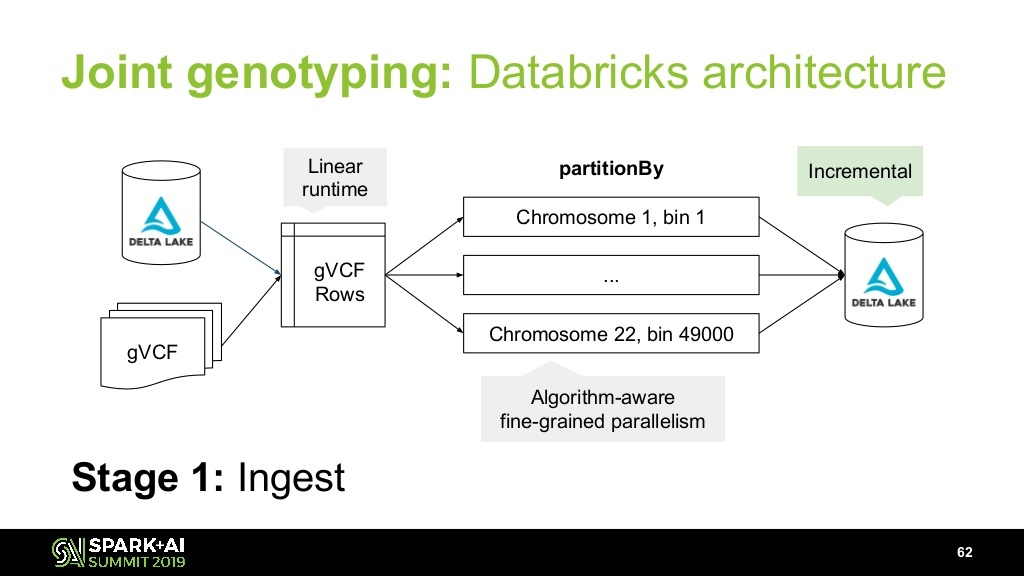 Joint genotyping: Databricks architecture
Linear
runtime
partitionBy
Incremental
DELTA LAKE
Chromosome 1, bin 1
gVCF
Rows
...
DELTA LAKE
gVCF
Chromosome 22, bin 49000
Algorithm-aware
fine-grained parallelism
Stage 1: Ingest
SPARK+AI
SUMMIT 2019
62